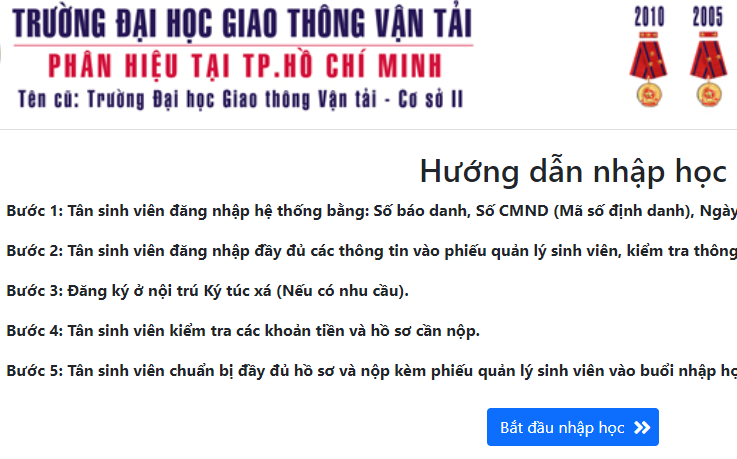 TRƯỜNG ĐẠI HỌC GIAO THÔNG VẬN TẢI
PHÂN HIỆU TẠI TP.HỒ CHÍ MINH
Tên cũ: Trường Đại học Giao thông Vận tải - Cơ sở II
2010 2005
Hướng dẫn nhập học
Bước 1: Tân sinh viên đăng nhập hệ thống bằng: Số báo danh, Số CMND (Mã số định danh), Ngày
Bước 2: Tân sinh viên đăng nhập đầy đủ các thông tin vào phiếu quản lý sinh viên, kiểm tra thông
Bước 3: Đăng ký ở nội trú Ký túc xá (Nếu có nhu cầu).
Bước 4: Tân sinh viên kiểm tra các khoản tiền và hồ sơ cần nộp.
Bước 5: Tân sinh viên chuẩn bị đầy đủ hồ sơ và nộp kèm phiếu quản lý sinh viên vào buổi nhập
Bắt đầu nhập học